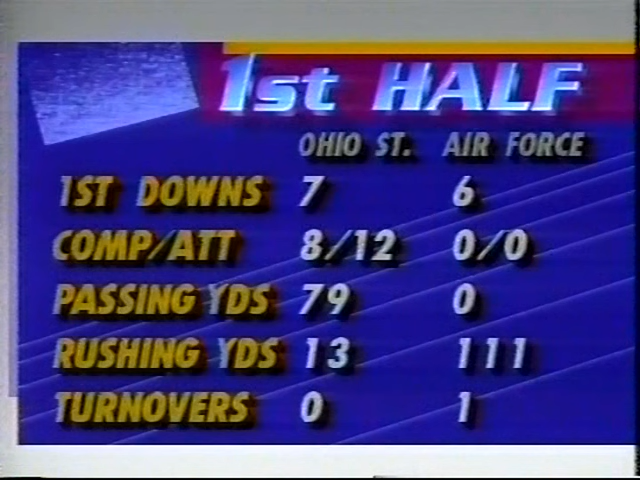 1st HALF
OHIO ST. AIR FORCE
1ST DOWNS 7 6
COMP/ATT 8/12 0/0
PASSING YDS 79 0
RUSHING YDS 13 111
TURNOVERS 0 1